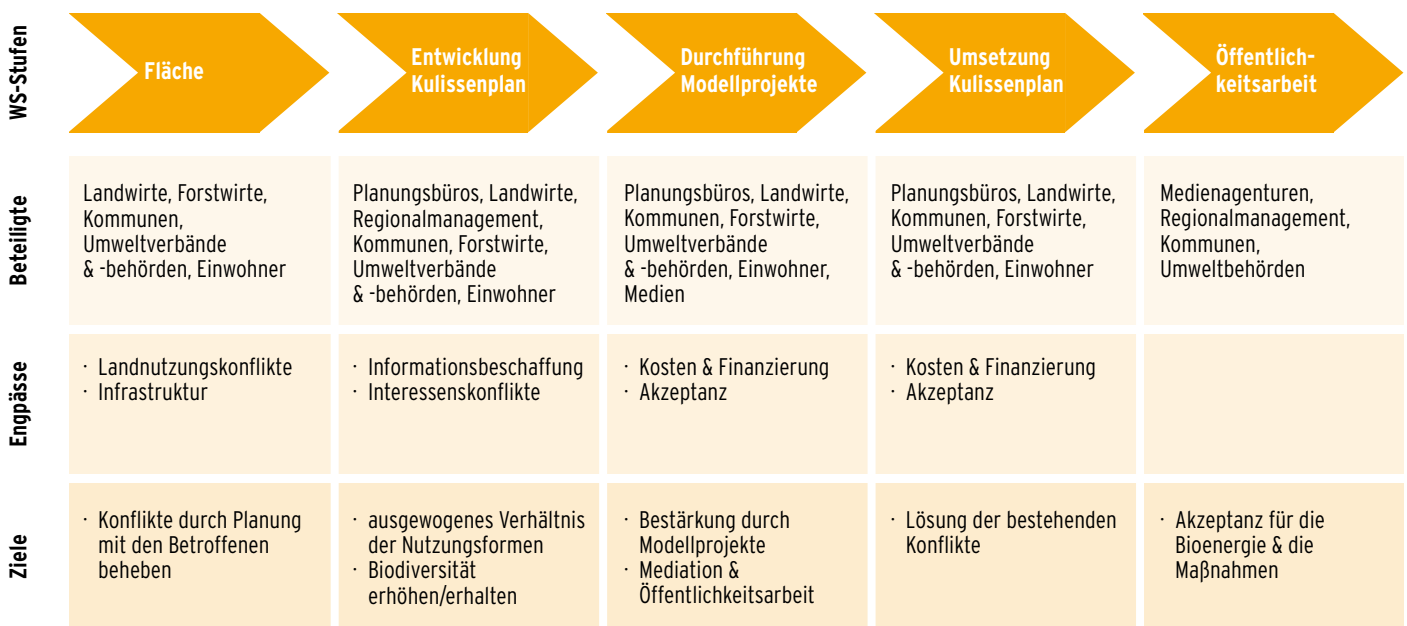 WS-Stufen
Fläche
Entwicklung
Kulissenplan
Durchführung
Modellprojekte
Umsetzung
Kulissenplan
Öffentlich-
keitsarbeit
Beteiligte
Landwirte, Forstwirte,
Kommunen,
Umweltverbände
& -behörden, Einwohner
Planungsbüros, Landwirte,
Regionalmanagement,
Kommunen, Forstwirte,
Umweltverbände
& -behörden, Einwohner
Planungsbüros, Landwirte,
Kommunen, Forstwirte,
Umweltverbände
& -behörden, Einwohner,
Medien
Planungsbüros, Landwirte,
Kommunen, Forstwirte,
Umweltverbände
& -behörden, Einwohner
Medienagenturen,
Regionalmanagement,
Kommunen,
Umweltbehörden
Engpässe
· Landnutzungskonflikte
· Infrastruktur
· Informationsbeschaffung
· Interessenskonflikte
· Kosten & Finanzierung
· Akzeptanz
· Kosten & Finanzierung
· Akzeptanz
Ziele
· Konflikte durch Planung
mit den Betroffenen
beheben
· ausgewogenes Verhältnis
der Nutzungsformen
· Biodiversität
erhöhen/erhalten
· Bestärkung durch
Modellprojekte
· Mediation &
Öffentlichkeitsarbeit
· Lösung der bestehenden
Konflikte
· Akzeptanz für die
Bioenergie & die
Maßnahmen